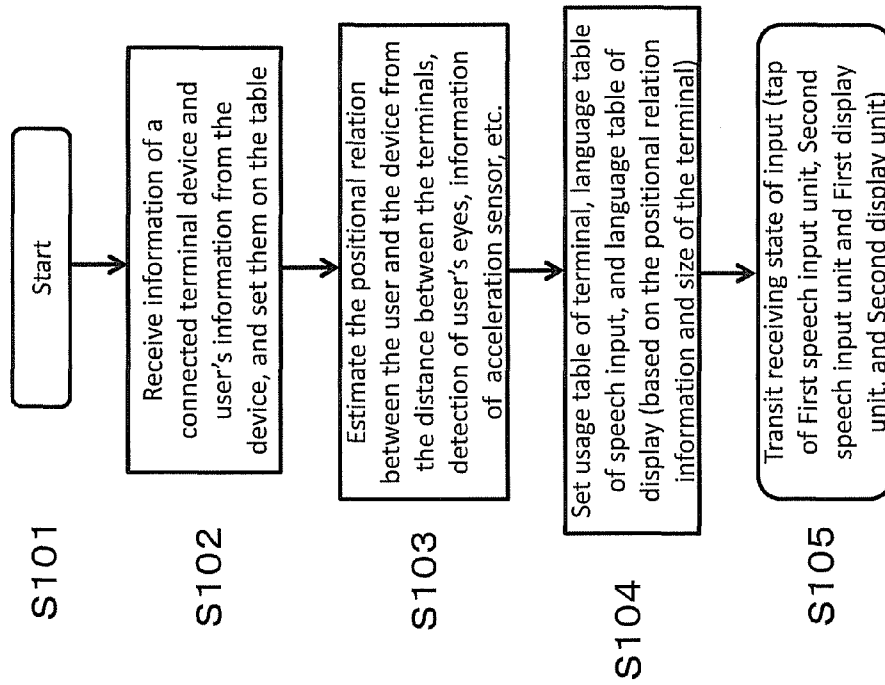 S101
Start
S102
Receive information of a
connected terminal device and
user's information from the
device, and set them on the table
S103
Estimate the positional relation
between the user and the device from
the distance between the terminals,
detection of user's eyes, information
of acceleration sensor, etc.
S104
Set usage table of terminal, language table
of speech input, and language table of
display (based on the positional relation
information and size of the terminal)
S105
Transit receiving state of input (tap
of First speech input unit, Second
speech input unit and First display
unit, and Second display unit)